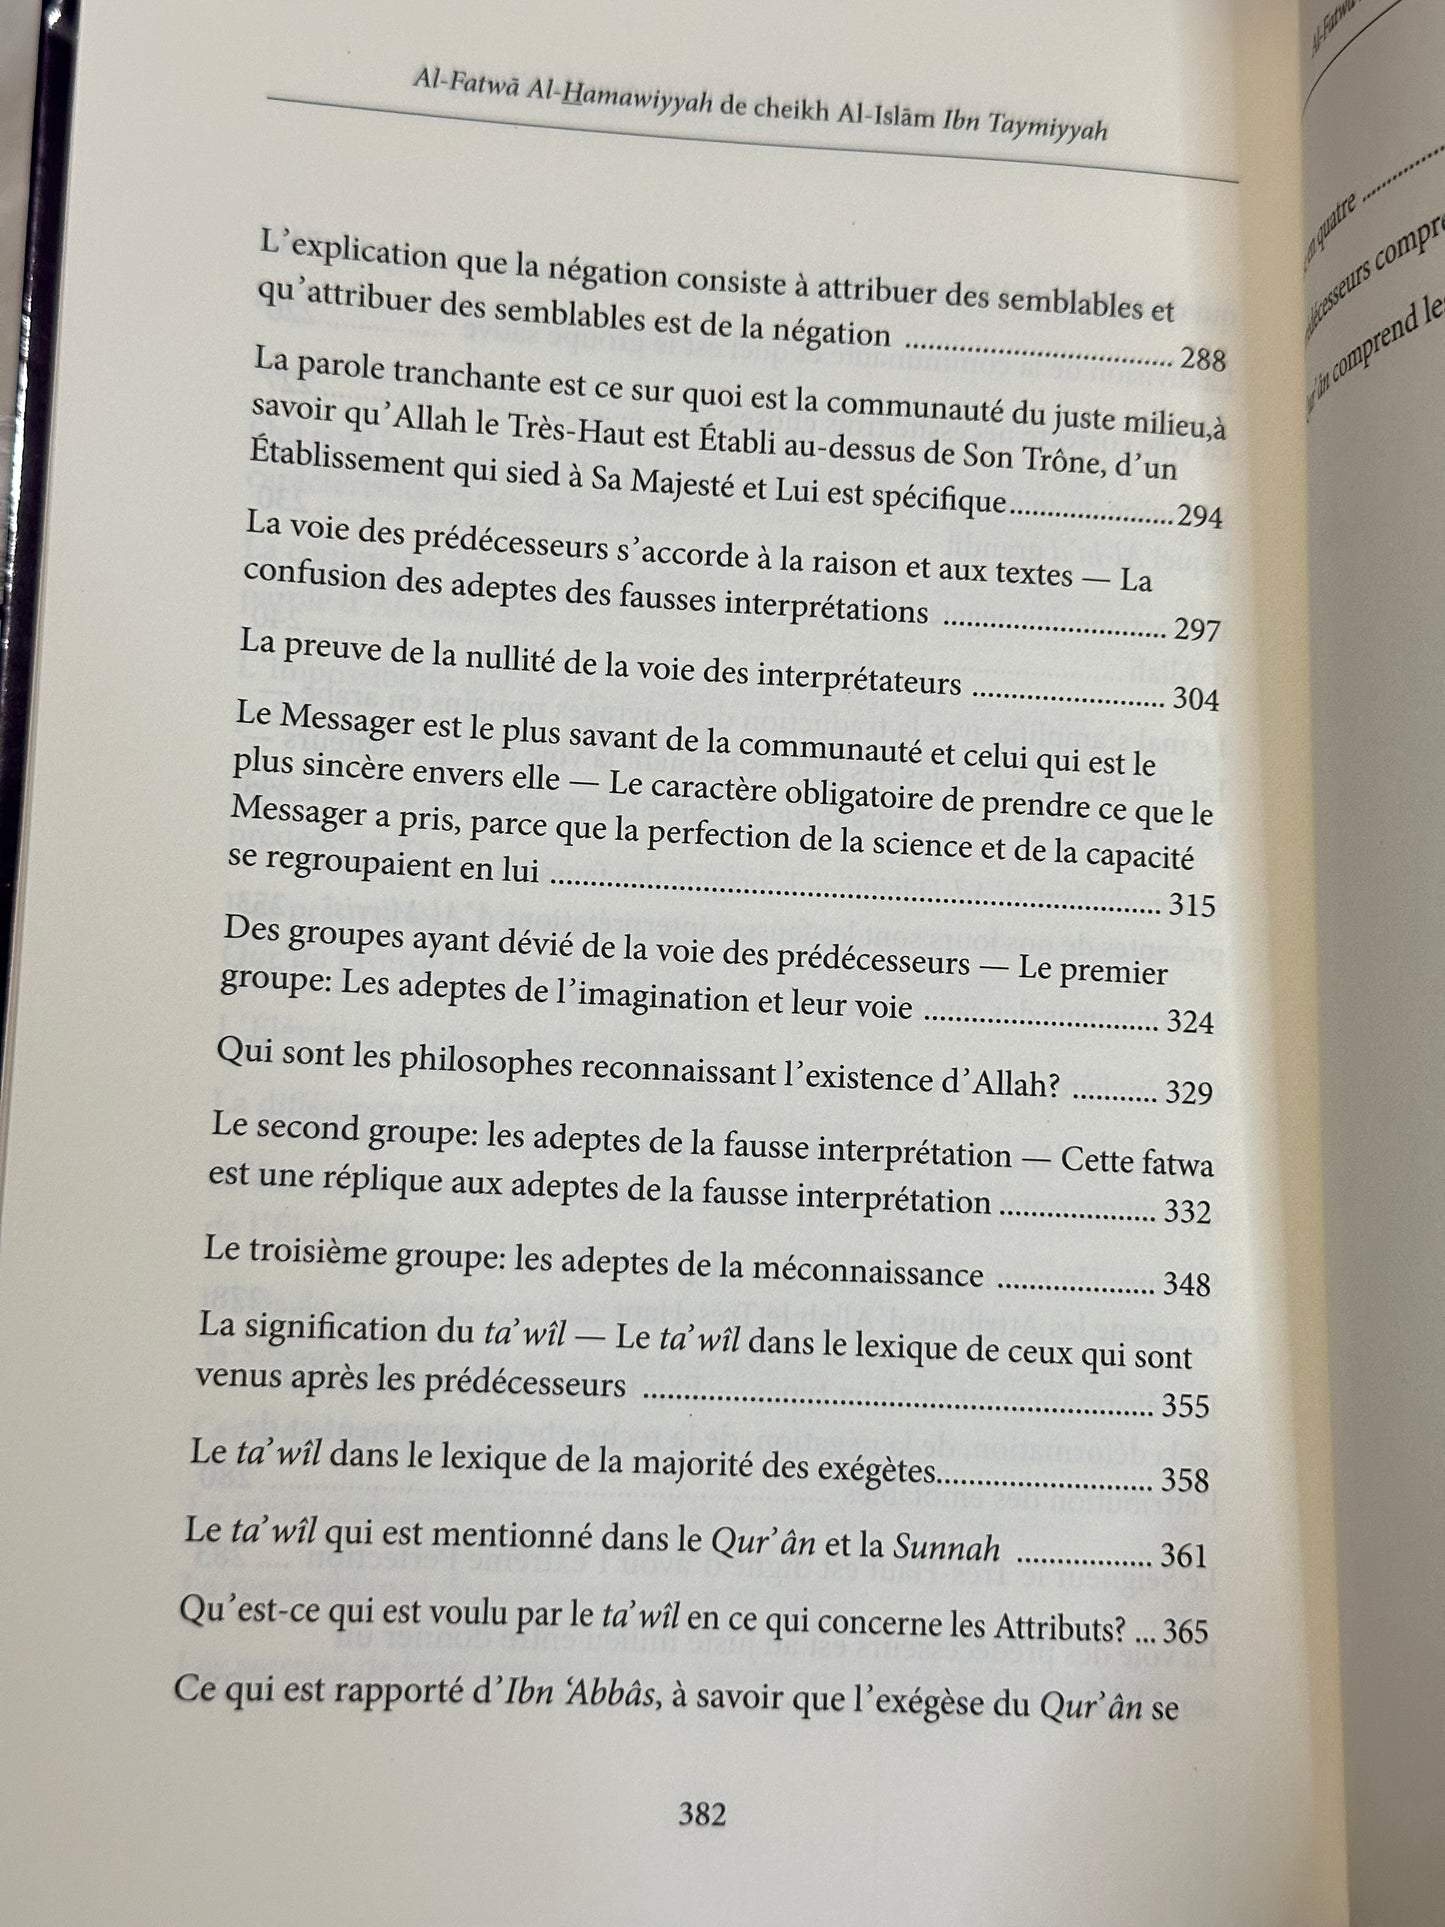 Al-Fatwā Al-Hamawiyyah de cheikh Al-Islām Ibn Taymiyyah
L’explication que la négation consiste à attribuer des semblables et
qu’attribuer des semblables est de la négation ................................... 288
La parole tranchante est ce sur quoi est la communauté du juste milieu,à
savoir qu’Allah le Très-Haut est Établi au-dessus de Son Trône, d’un
Établissement qui sied à Sa Majesté et Lui est spécifique......................294
La voie des prédécesseurs s’accorde à la raison et aux textes — La
confusion des adeptes des fausses interprétations ............................. 297
La preuve de la nullité de la voie des interprétateurs ......................... 304
Le Messager est le plus savant de la communauté et celui qui est le
plus sincère envers elle — Le caractère obligatoire de prendre ce que le
Messager a pris, parce que la perfection de la science et de la capacité
se regroupaient en lui ................................................................................ 315
Des groupes ayant dévié de la voie des prédécesseurs — Le premier
groupe: Les adeptes de l’imagination et leur voie .............................. 324
Qui sont les philosophes reconnaissant l’existence d’Allah? ........... 329
Le second groupe: les adeptes de la fausse interprétation — Cette fatwa
est une réplique aux adeptes de la fausse interprétation .................... 332
Le troisième groupe: les adeptes de la méconnaissance .................... 348
La signification du ta’wîl — Le ta’wîl dans le lexique de ceux qui sont
venus après les prédécesseurs .................................................................. 355
Le ta’wîl dans le lexique de la majorité des exégètes............................ 358
Le ta’wîl qui est mentionné dans le Qur’ân et la Sunnah ................. 361
Qu’est-ce qui est voulu par le ta’wîl en ce qui concerne les Attributs? ... 365
Ce qui est rapporté d’Ibn ‘Abbâs, à savoir que l’exégèse du Qur’ân se
382
Al-Fatwā
en quatre ............
compre
comprend le